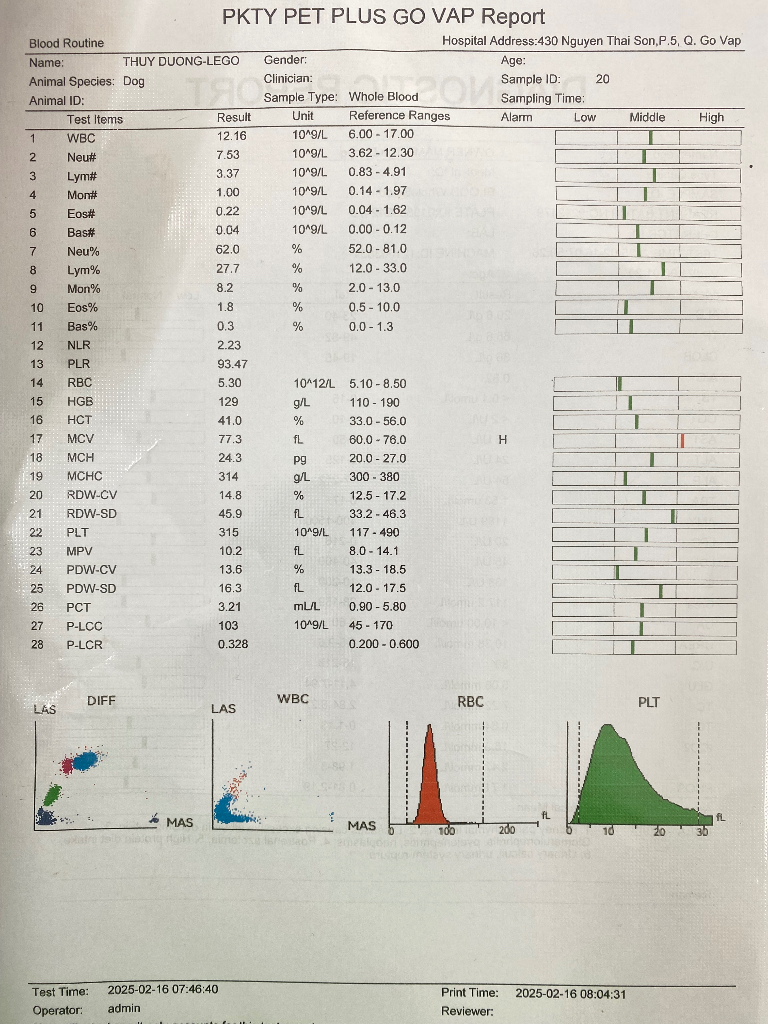 PKTY PET PLUS GO VAP Report
Blood Routine Hospital Address:430 Nguyen Thai Son,P.5, Q. Go Vap
Name: THUY DUONG-LEGO Gender: Age:
Animal Species: Dog Clinician: Sample ID: 20
Animal ID: Sample Type: Whole Blood Sampling Time:
Test Items Result Unit Reference Ranges Alarm Low Middle High
1 WBC 12.16 10^9/L 6.00 - 17.00
2 Neu# 7.53 10^9/L 3.62 - 12.30
3 Lym# 3.37 10^9/L 0.83 - 4.91
4 Mon# 1.00 10^9/L 0.14 - 1.97
5 Eos# 0.22 10^9/L 0.04 - 1.62
6 Bas# 0.04 10^9/L 0.00 - 0.12
7 Neu% 62.0 % 52.0 - 81.0
8 Lym% 27.7 % 12.0 - 33.0
9 Mon% 8.2 % 2.0 - 13.0
10 Eos% 1.8 % 0.5 - 10.0
11 Bas% 0.3 % 0.0 - 1.3
12 NLR 2.23
13 PLR 93.47
14 RBC 5.30 10^12/L 5.10 - 8.50
15 HGB 129 g/L 110 - 190
16 HCT 41.0 % 33.0 - 56.0
17 MCV 77.3 fL 60.0 - 76.0 H
18 MCH 24.3 pg 20.0 - 27.0
19 MCHC 314 g/L 300 - 380
20 RDW-CV 14.8 % 12.5 - 17.2
21 RDW-SD 45.9 fL 33.2 - 46.3
22 PLT 315 10^9/L 117 - 490
23 MPV 10.2 fL 8.0 - 14.1
24 PDW-CV 13.6 % 13.3 - 18.5
25 PDW-SD 16.3 fL 12.0 - 17.5
26 PCT 3.21 mL/L 0.90 - 5.80
27 P-LCC 103 10^9/L 45 - 170
28 P-LCR 0.328 0.200 - 0.600
DIFF WBC RBC PLT
LAS LAS
MAS MAS fL fL
0 100 200 0 10 20 30
Test Time: 2025-02-16 07:46:40 Print Time: 2025-02-16 08:04:31
Operator: admin Reviewer: